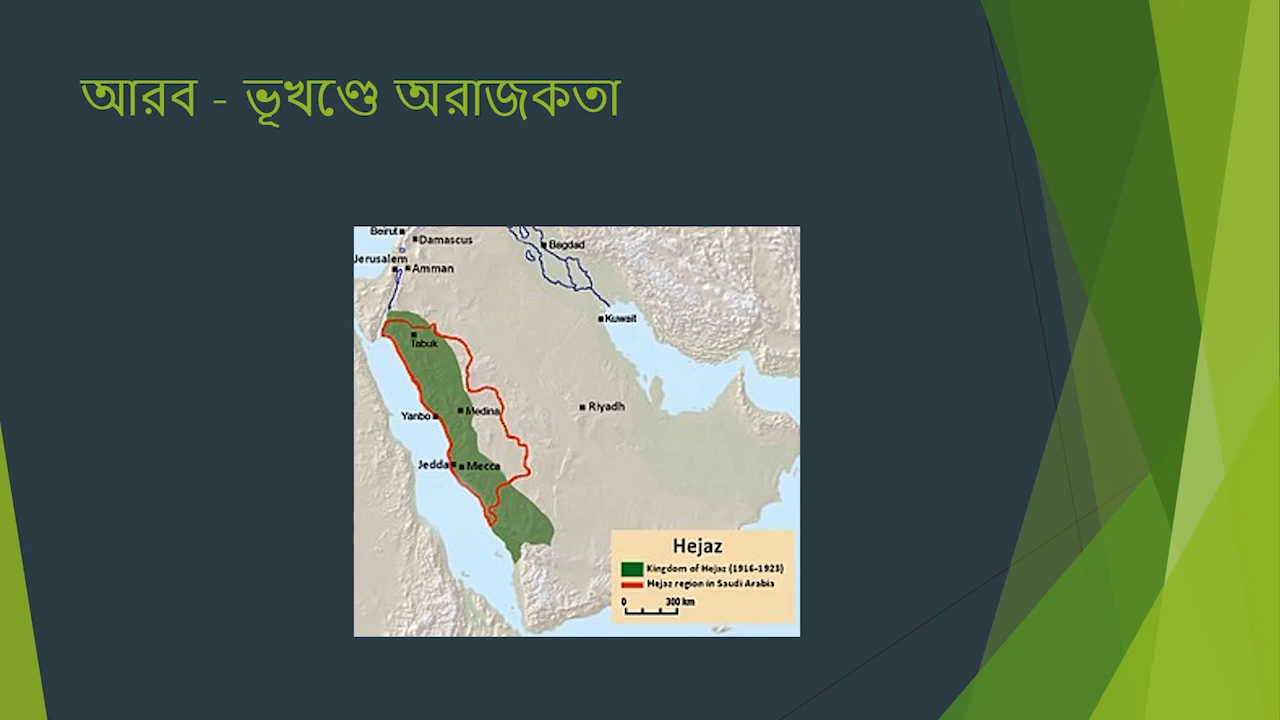 আরব - ভূখণ্ডে অরাজকতা
Beirut
Damascus
Bagdad
Jerusalem
Amman
Kuwait
Tabuk
Yanbo
Medina
Riyadh
Jedda
Mecca
Hejaz
Kingdom of Hejaz (1916-1923)
Hejaz region in Saudi Arabia
0 300 km